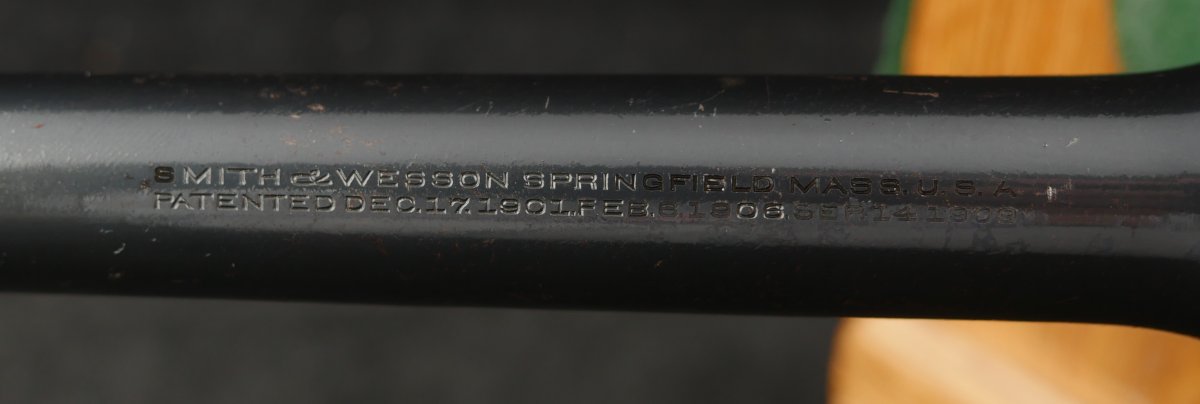 SMITH & WESSON SPRINGFIELD MASS. U. S. A.
PATENTED DEC. 17. 1901. FEB. 6. 1906. SEP. 14. 1909